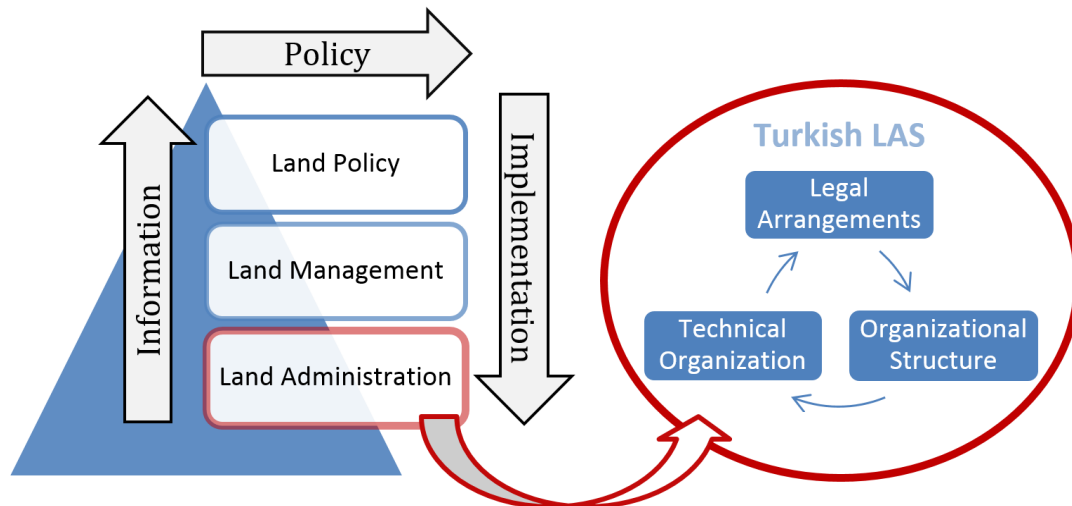 Policy
Information
Land Policy
Land Management
Land Administration
Implementation
Turkish LAS
Legal
Arrangements
Technical
Organization
Organizational
Structure